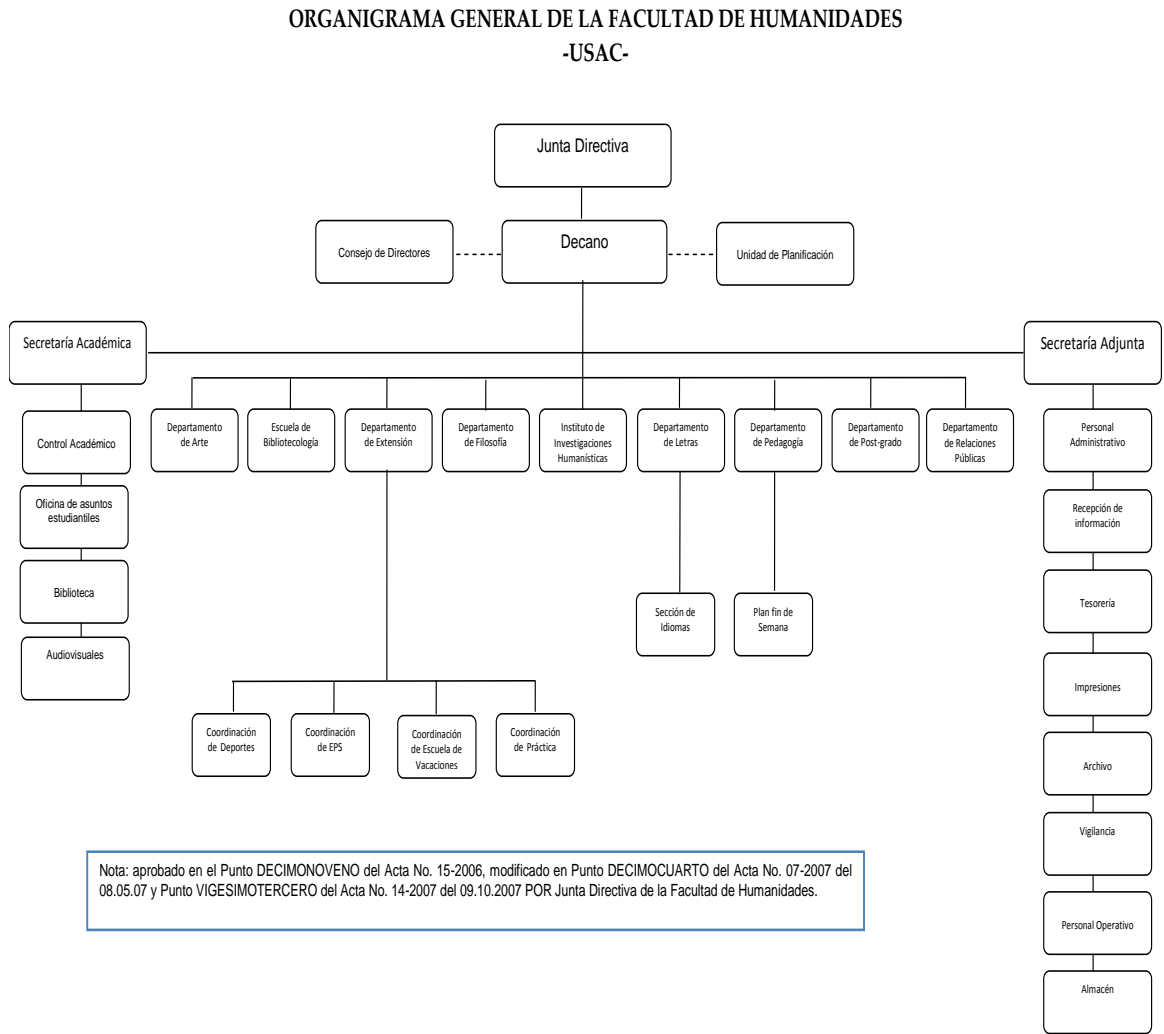 ORGANIGRAMA GENERAL DE LA FACULTAD DE HUMANIDADES
-USAC-
Junta Directiva
Consejo de Directores
Decano
Unidad de Planificación
Secretaría Académica
Secretaría Adjunta
Control Académico
Oficina de asuntos
estudiantiles
Biblioteca
Audiovisuales
Departamento
de Arte
Escuela de
Bibliotecología
Departamento
de Extensión
Departamento
de Filosofía
Instituto de
Investigaciones
Humanísticas
Departamento
de Letras
Departamento
de Pedagogía
Departamento
de Post-grado
Departamento
de Relaciones
Públicas
Sección de
Idiomas
Plan fin de
Semana
Coordinación
de Deportes
Coordinación
de EPS
Coordinación
de Escuela de
Vacaciones
Coordinación
de Práctica
Personal
Administrativo
Recepción de
información
Tesorería
Impresiones
Archivo
Vigilancia
Personal Operativo
Almacén
Nota: aprobado en el Punto DECIMONOVENO del Acta No. 15-2006, modificado en Punto DECIMOCUARTO del Acta No. 07-2007 del
08.05.07 y Punto VIGESIMOTERCERO del Acta No. 14-2007 del 09.10.2007 POR Junta Directiva de la Facultad de Humanidades.